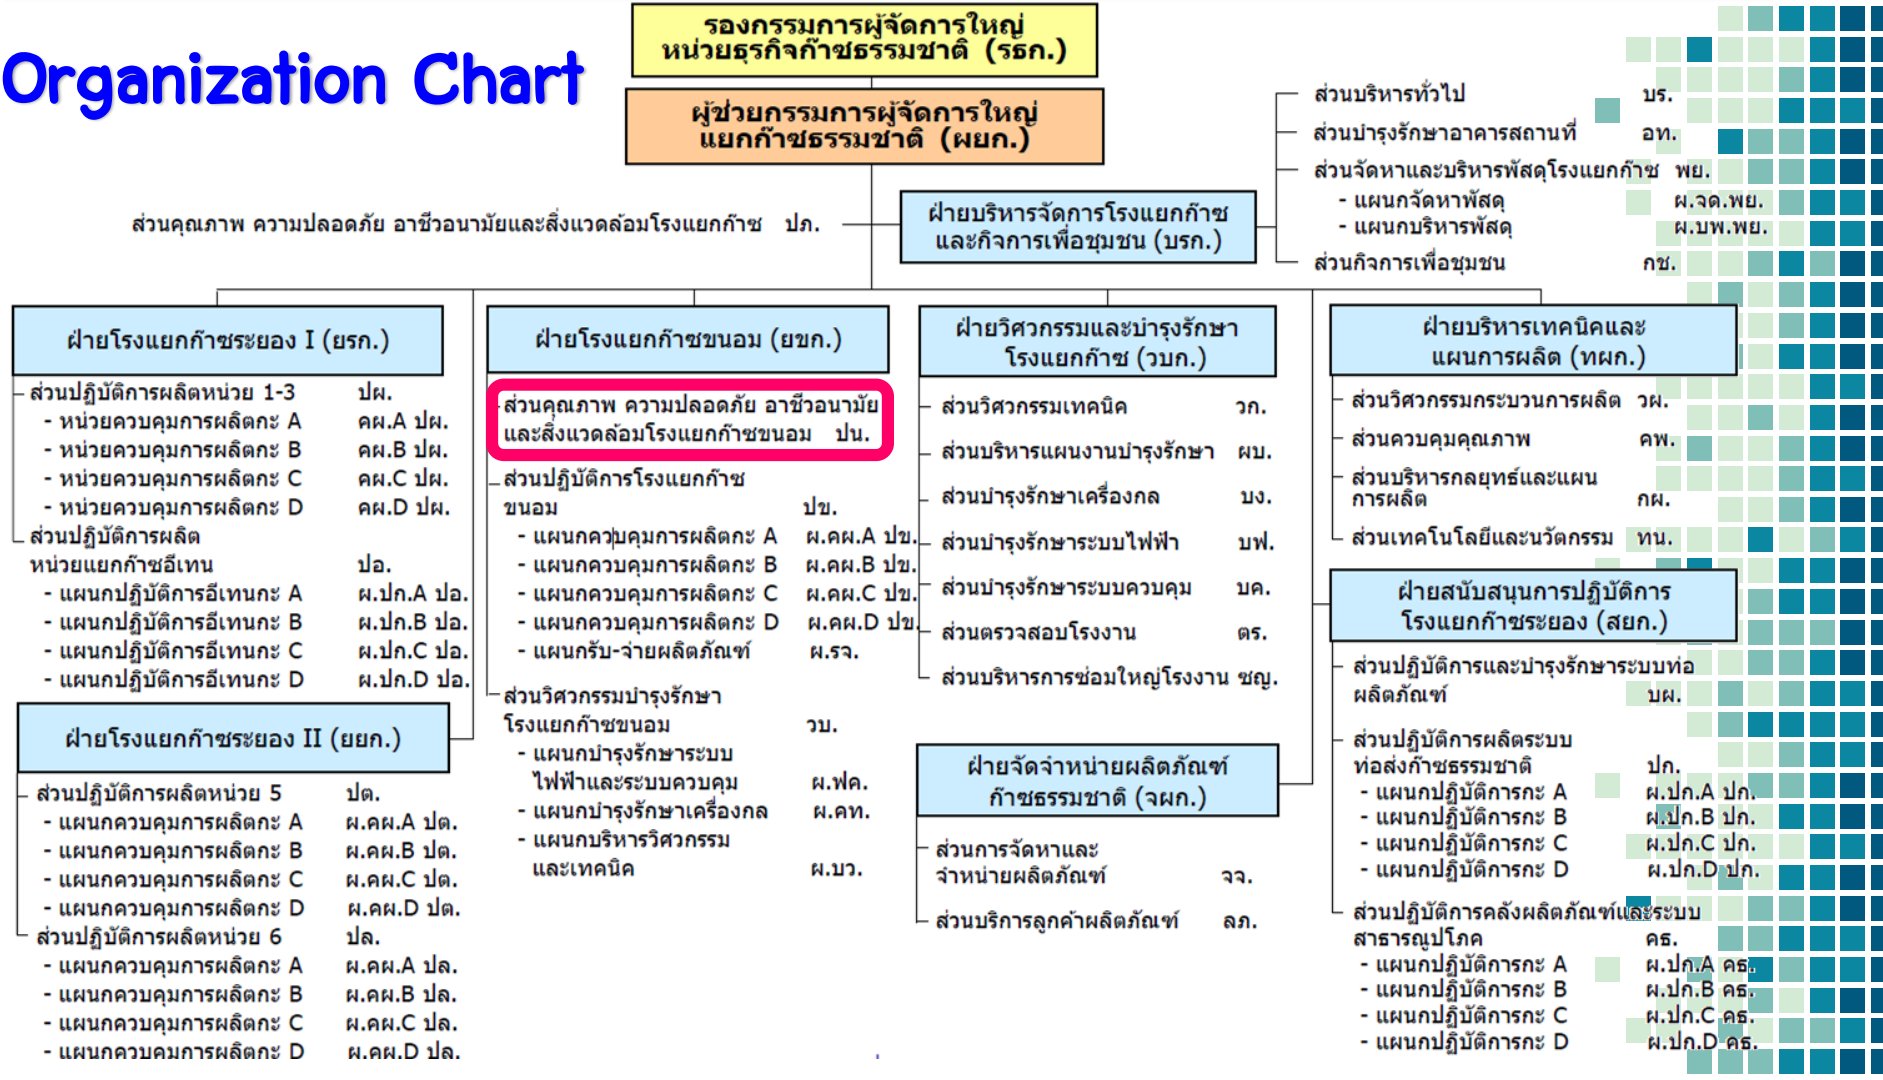 Organization Chart
รองกรรมการผู้จัดการใหญ่
หน่วยธุรกิจก๊าซธรรมชาติ (รธก.)
ผู้ช่วยกรรมการผู้จัดการใหญ่
แยกก๊าซธรรมชาติ (ผยก.)
ส่วนคุณภาพ ความปลอดภัย อาชีวอนามัยและสิ่งแวดล้อมโรงแยกก๊าซ ปภ.
ฝ่ายบริหารจัดการโรงแยกก๊าซ
และกิจการเพื่อชุมชน (บรก.)
ส่วนบริหารทั่วไป บร.
ส่วนบำรุงรักษาอาคารสถานที่ อท.
ส่วนจัดหาและบริหารพัสดุโรงแยกก๊าซ พย.
- แผนกจัดหาพัสดุ ผ.จด.พย.
- แผนกบริหารพัสดุ ผ.บพ.พย.
ส่วนกิจการเพื่อชุมชน กช.
ฝ่ายโรงแยกก๊าซระยอง I (ยรก.)
ส่วนปฏิบัติการผลิตหน่วย 1-3 ปผ.
- หน่วยควบคุมการผลิตกะ A คผ.A ปผ.
- หน่วยควบคุมการผลิตกะ B คผ.B ปผ.
- หน่วยควบคุมการผลิตกะ C คผ.C ปผ.
- หน่วยควบคุมการผลิตกะ D คผ.D ปผ.
ส่วนปฏิบัติการผลิต
หน่วยแยกก๊าซอีเทน ปอ.
- แผนกปฏิบัติการอีเทนกะ A ผ.ปก.A ปอ.
- แผนกปฏิบัติการอีเทนกะ B ผ.ปก.B ปอ.
- แผนกปฏิบัติการอีเทนกะ C ผ.ปก.C ปอ.
- แผนกปฏิบัติการอีเทนกะ D ผ.ปก.D ปอ.
ฝ่ายโรงแยกก๊าซระยอง II (ยยก.)
ส่วนปฏิบัติการผลิตหน่วย 5 ปต.
- แผนกควบคุมการผลิตกะ A ผ.คผ.A ปต.
- แผนกควบคุมการผลิตกะ B ผ.คผ.B ปต.
- แผนกควบคุมการผลิตกะ C ผ.คผ.C ปต.
- แผนกควบคุมการผลิตกะ D ผ.คผ.D ปต.
ส่วนปฏิบัติการผลิตหน่วย 6 ปล.
- แผนกควบคุมการผลิตกะ A ผ.คผ.A ปล.
- แผนกควบคุมการผลิตกะ B ผ.คผ.B ปล.
- แผนกควบคุมการผลิตกะ C ผ.คผ.C ปล.
- แผนกควบคุมการผลิตกะ D ผ.คผ.D ปล.
ฝ่ายโรงแยกก๊าซขนอม (ยขก.)
ส่วนคุณภาพ ความปลอดภัย อาชีวอนามัย
และสิ่งแวดล้อมโรงแยกก๊าซขนอม ปน.
ส่วนปฏิบัติการโรงแยกก๊าซ
ขนอม ปข.
- แผนกควบคุมการผลิตกะ A ผ.คผ.A ปข.
- แผนกควบคุมการผลิตกะ B ผ.คผ.B ปข.
- แผนกควบคุมการผลิตกะ C ผ.คผ.C ปข.
- แผนกควบคุมการผลิตกะ D ผ.คผ.D ปข.
- แผนกรับ-จ่ายผลิตภัณฑ์ ผ.รจ.
ส่วนวิศวกรรมบำรุงรักษา
โรงแยกก๊าซขนอม วบ.
- แผนกบำรุงรักษาระบบ
ไฟฟ้าและระบบควบคุม ผ.ฟค.
- แผนกบำรุงรักษาเครื่องกล ผ.คท.
- แผนกบริหารวิศวกรรม
และเทคนิค ผ.บว.
ฝ่ายวิศวกรรมและบำรุงรักษา
โรงแยกก๊าซ (วบก.)
ส่วนวิศวกรรมเทคนิค วก.
ส่วนบริหารแผนงานบำรุงรักษา ผบ.
ส่วนบำรุงรักษาเครื่องกล บง.
ส่วนบำรุงรักษาระบบไฟฟ้า บฟ.
ส่วนบำรุงรักษาระบบควบคุม บค.
ส่วนตรวจสอบโรงงาน ตร.
ส่วนบริหารการซ่อมใหญ่โรงงาน ซญ.
ฝ่ายจัดจำหน่ายผลิตภัณฑ์
ก๊าซธรรมชาติ (จผก.)
ส่วนการจัดหาและ
จำหน่ายผลิตภัณฑ์ จจ.
ส่วนบริการลูกค้าผลิตภัณฑ์ ลภ.
ฝ่ายบริหารเทคนิคและ
แผนการผลิต (ทผก.)
ส่วนวิศวกรรมกระบวนการผลิต วผ.
ส่วนควบคุมคุณภาพ คพ.
ส่วนบริหารกลยุทธ์และแผน
การผลิต กผ.
ส่วนเทคโนโลยีและนวัตกรรม ทน.
ฝ่ายสนับสนุนการปฏิบัติการ
โรงแยกก๊าซระยอง (สยก.)
ส่วนปฏิบัติการและบำรุงรักษาระบบท่อ
ผลิตภัณฑ์ บผ.
ส่วนปฏิบัติการผลิตระบบ
ท่อส่งก๊าซธรรมชาติ ปก.
- แผนกปฏิบัติการกะ A ผ.ปก.A ปก.
- แผนกปฏิบัติการกะ B ผ.ปก.B ปก.
- แผนกปฏิบัติการกะ C ผ.ปก.C ปก.
- แผนกปฏิบัติการกะ D ผ.ปก.D ปก.
ส่วนปฏิบัติการคลังผลิตภัณฑ์และระบบ
สาธารณูปโภค คธ.
- แผนกปฏิบัติการกะ A ผ.ปก.A คธ.
- แผนกปฏิบัติการกะ B ผ.ปก.B คธ.
- แผนกปฏิบัติการกะ C ผ.ปก.C คธ.
- แผนกปฏิบัติการกะ D ผ.ปก.D คธ.